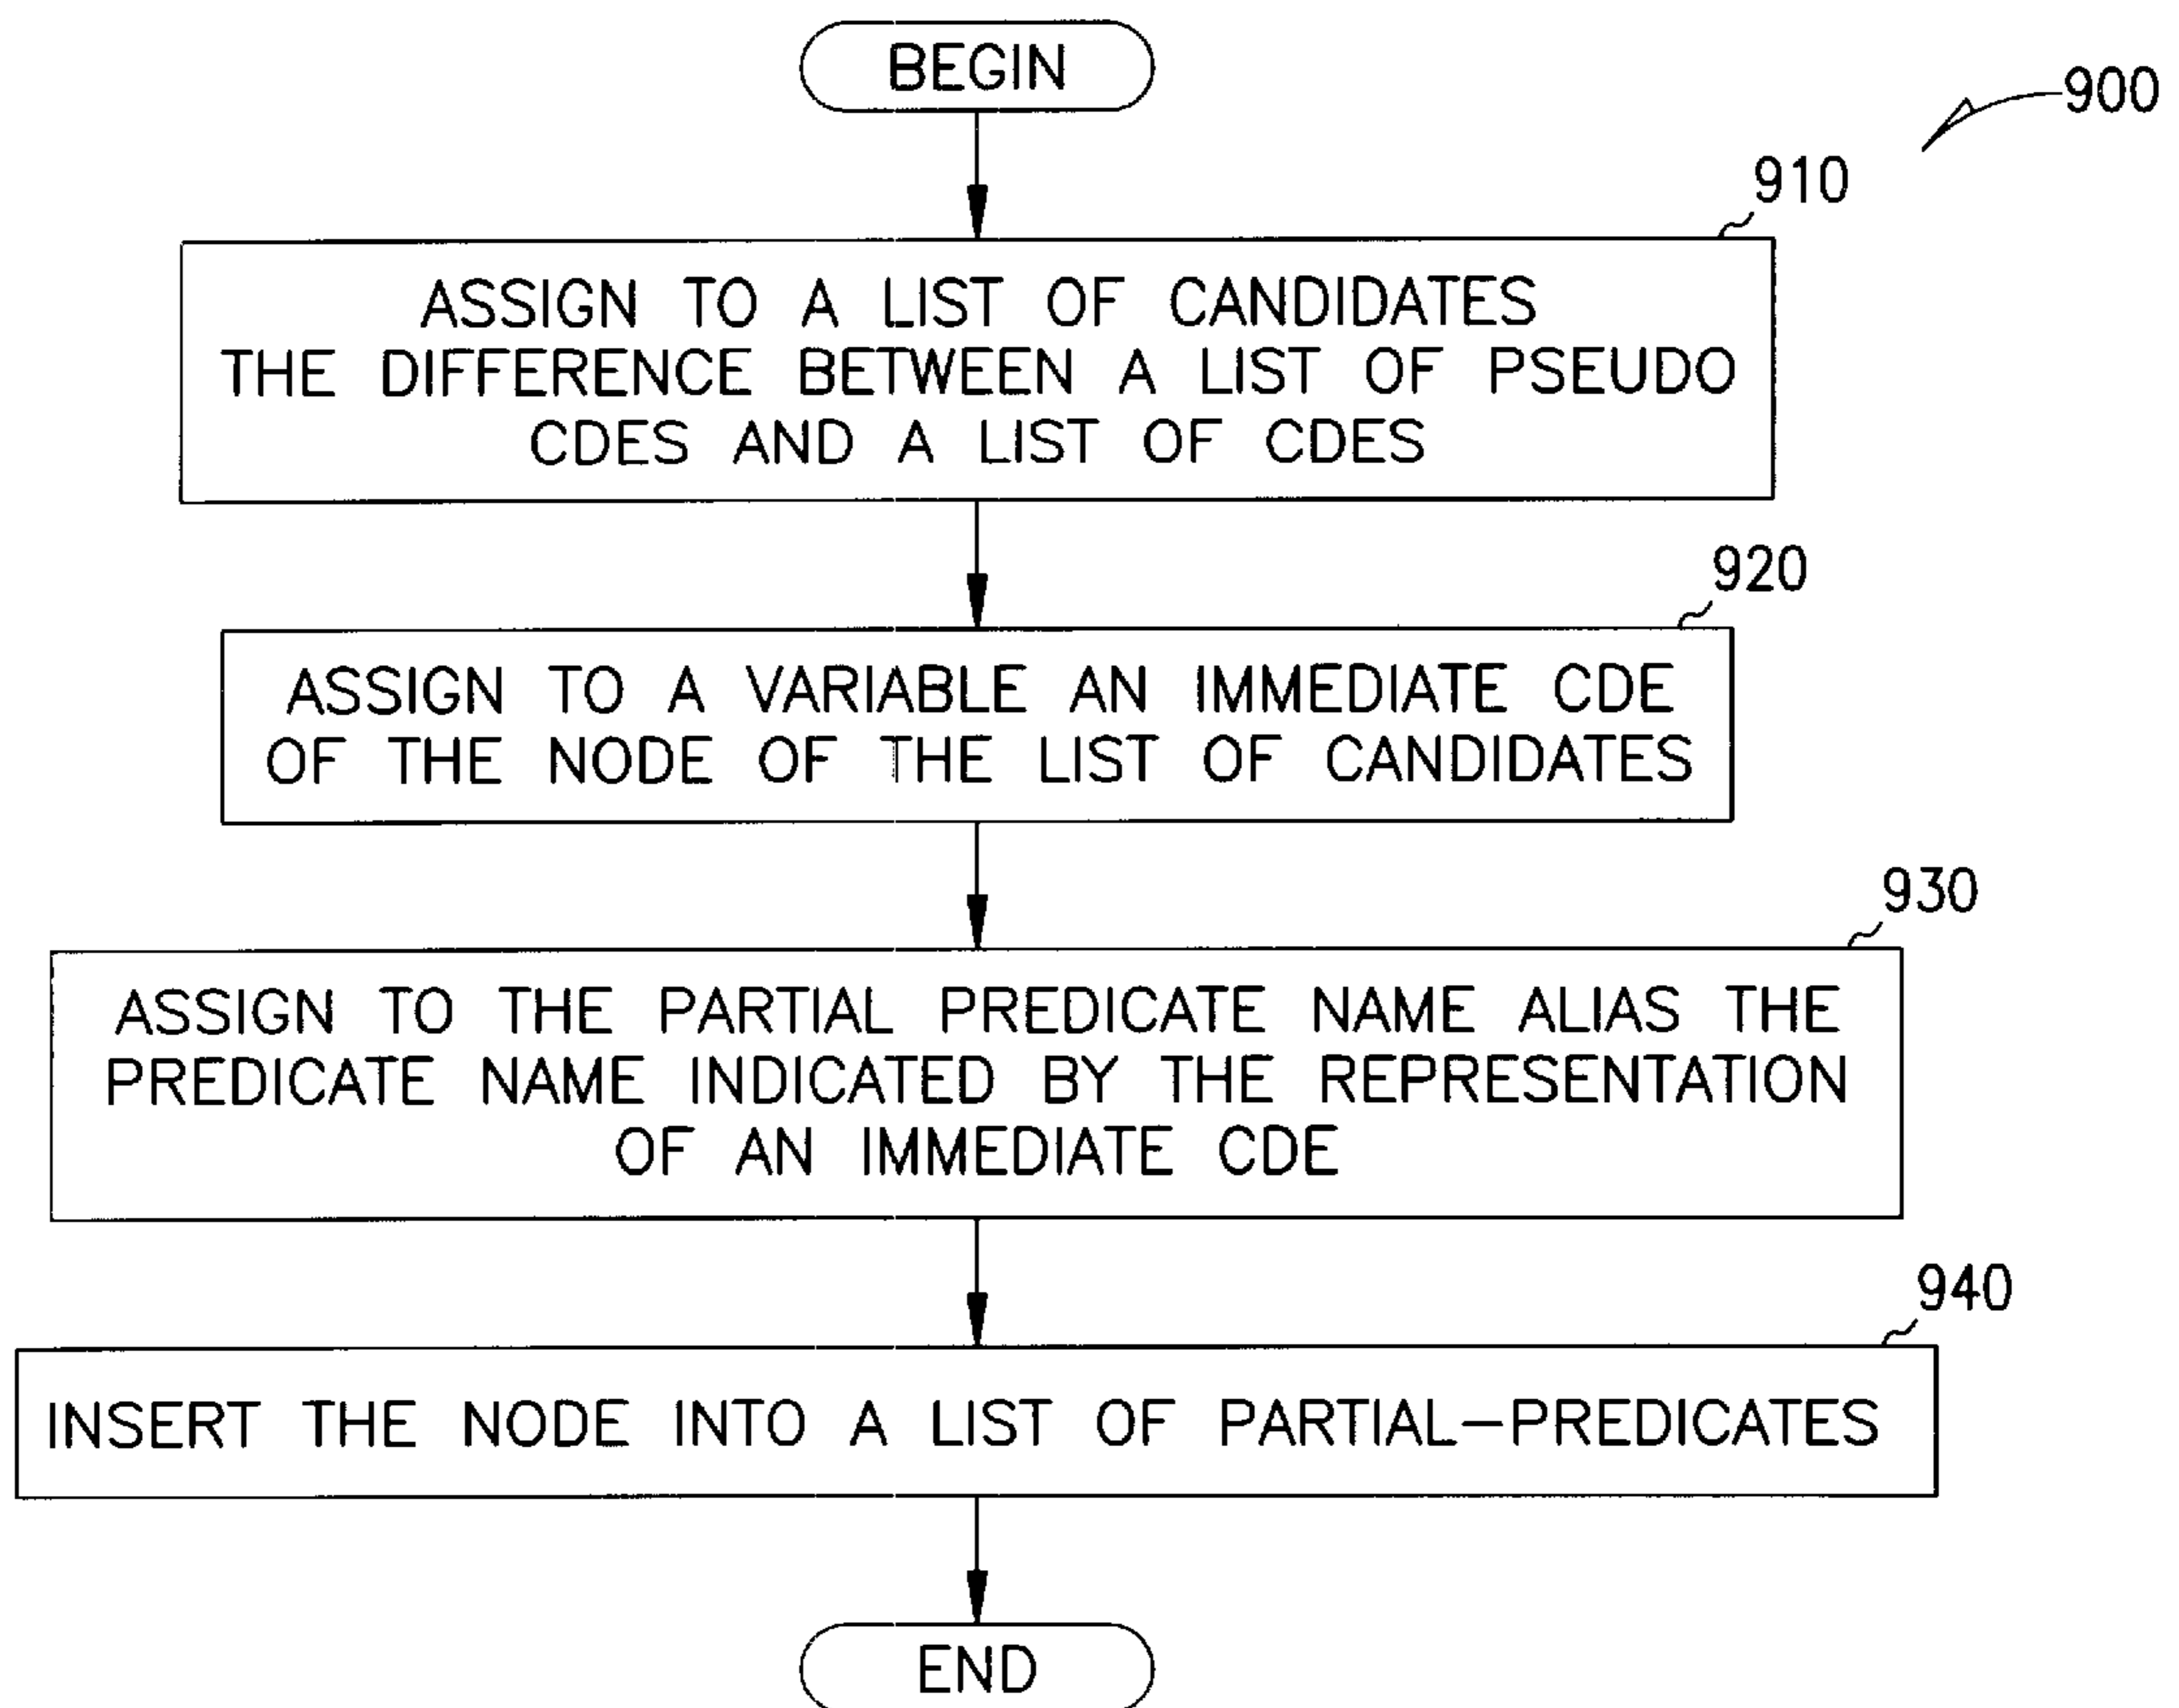 BEGIN
900
910
ASSIGN TO A LIST OF CANDIDATES
THE DIFFERENCE BETWEEN A LIST OF PSEUDO
CDES AND A LIST OF CDES
920
ASSIGN TO A VARIABLE AN IMMEDIATE CDE
OF THE NODE OF THE LIST OF CANDIDATES
930
ASSIGN TO THE PARTIAL PREDICATE NAME ALIAS THE
PREDICATE NAME INDICATED BY THE REPRESENTATION
OF AN IMMEDIATE CDE
940
INSERT THE NODE INTO A LIST OF PARTIAL-PREDICATES
END